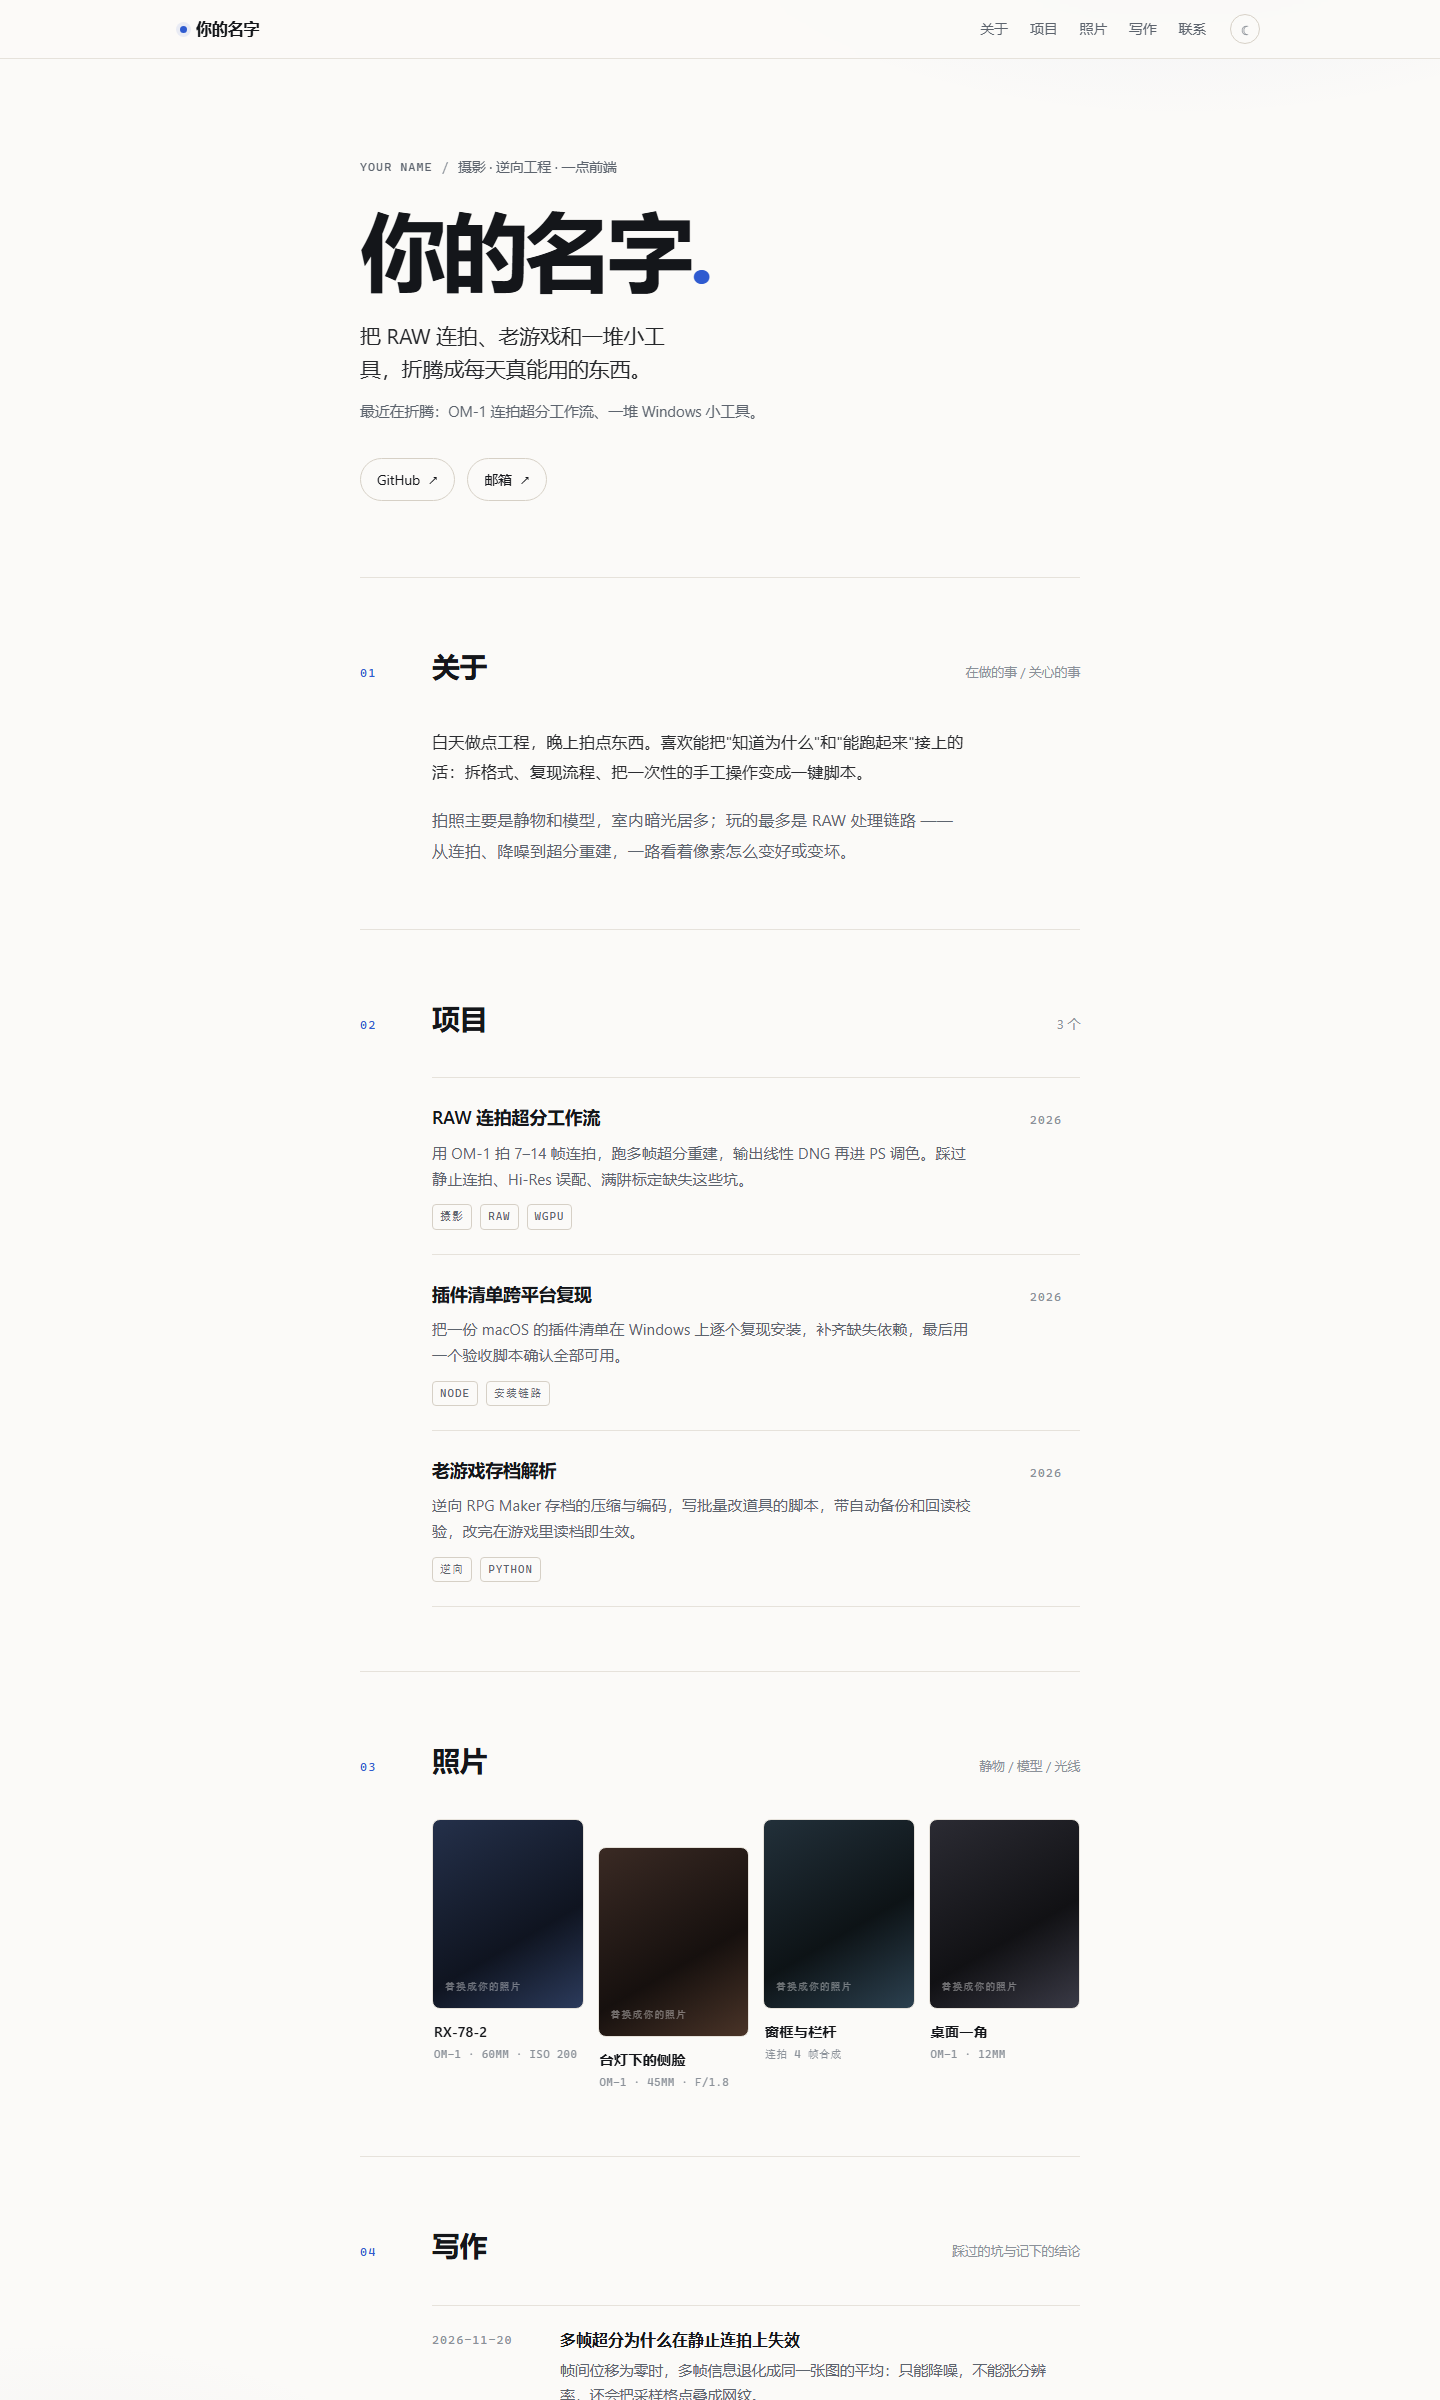 你的名字
关于 项目 照片 写作 联系
YOUR NAME / 摄影 · 逆向工程 · 一点前端
你的名字.
把 RAW 连拍、老游戏和一堆小工
具，折腾成每天真能用的东西。
最近在折腾：OM-1 连拍超分工作流、一堆 Windows 小工具。
GitHub ↗ 邮箱 ↗
01 关于 在做的事 / 关心的事
白天做点工程，晚上拍点东西。喜欢能把"知道为什么"和"能跑起来"接上的
活：拆格式、复现流程、把一次性的手工操作变成一键脚本。
拍照主要是静物和模型，室内暗光居多；玩的最多是 RAW 处理链路 ——
从连拍、降噪到超分重建，一路看着像素怎么变好或变坏。
02 项目 3 个
RAW 连拍超分工作流 2026
用 OM-1 拍 7–14 帧连拍，跑多帧超分重建，输出线性 DNG 再进 PS 调色。踩过
静止连拍、Hi-Res 误配、满阱标定缺失这些坑。
摄影 RAW WGPU
插件清单跨平台复现 2026
把一份 macOS 的插件清单在 Windows 上逐个复现安装，补齐缺失依赖，最后用
一个验收脚本确认全部可用。
NODE 安装链路
老游戏存档解析 2026
逆向 RPG Maker 存档的压缩与编码，写批量改道具的脚本，带自动备份和回读校
验，改完在游戏里读档即生效。
逆向 PYTHON
03 照片 静物 / 模型 / 光线
替换成你的照片
RX-78-2
OM-1 · 60MM · ISO 200
替换成你的照片
台灯下的侧脸
OM-1 · 45MM · F/1.8
替换成你的照片
窗框与栏杆
连拍 4 帧合成
替换成你的照片
桌面一角
OM-1 · 12MM
04 写作 踩过的坑与记下的结论
2026-11-20 多帧超分为什么在静止连拍上失效
帧间位移为零时，多帧信息退化成同一张图的平均：只能降噪，不能涨分辨
率，还会把采样格点叠成网纹。